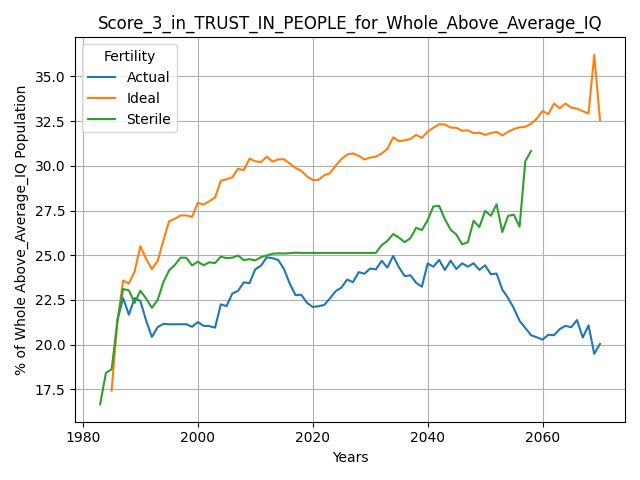 Score_3_in_TRUST_IN_PEOPLE_for_Whole_Above_Average_IQ
Fertility
Actual
Ideal
Sterile
% of Whole Above_Average_IQ Population
35.0
32.5
30.0
27.5
25.0
22.5
20.0
17.5
1980
2000
2020
2040
2060
Years